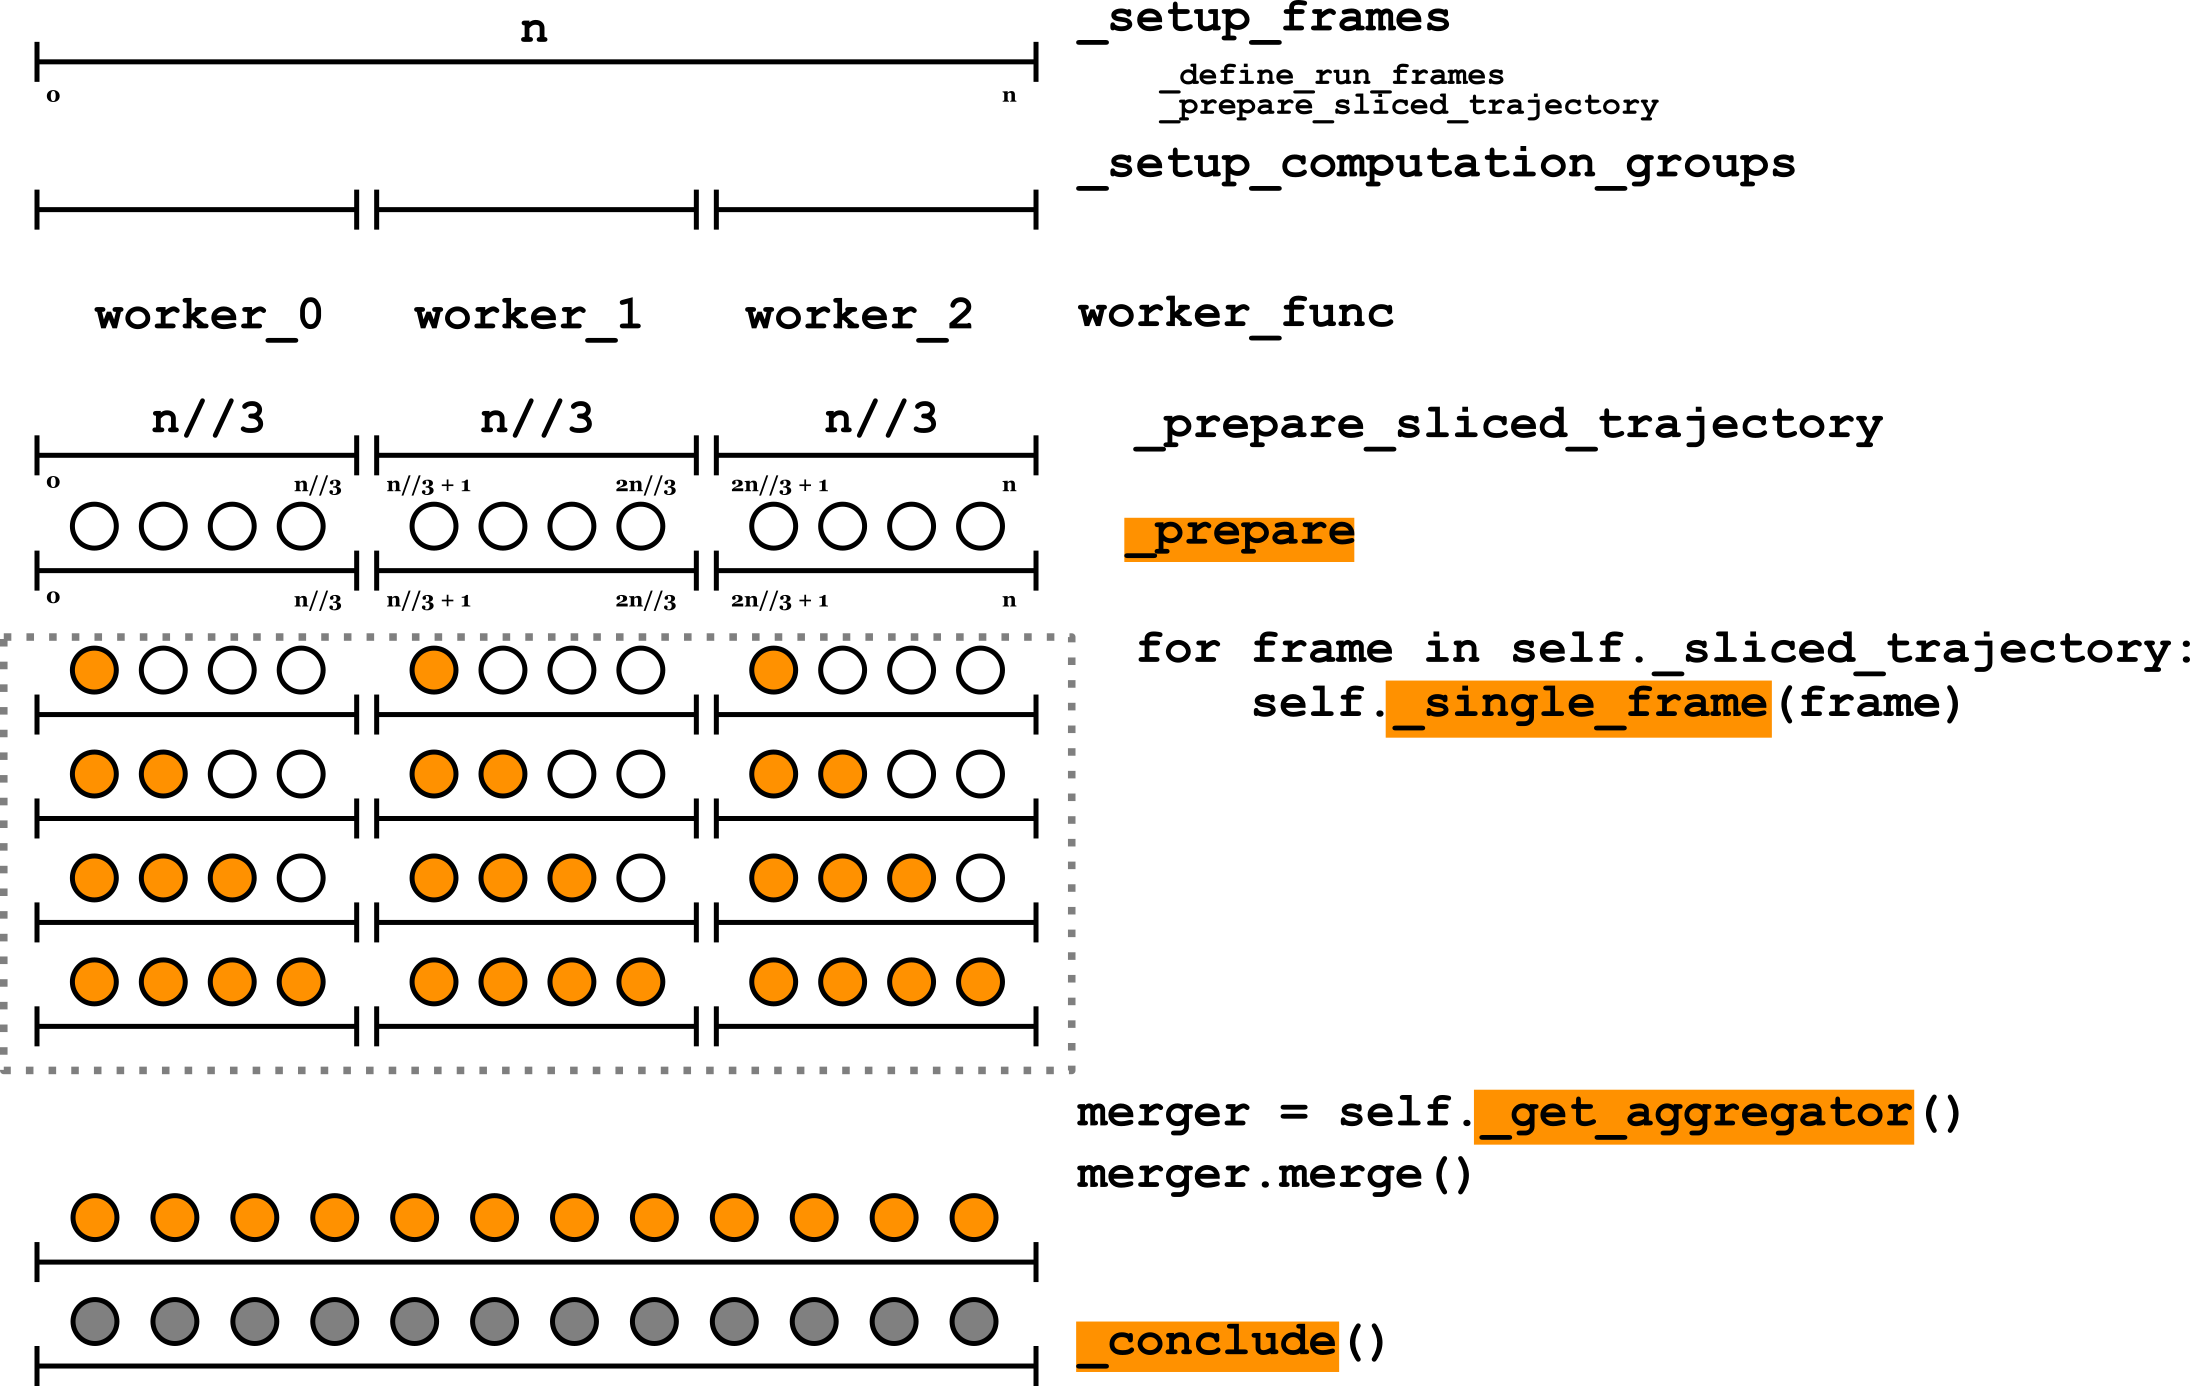 n
_setup_frames
0 n
_define_run_frames
_prepare_sliced_trajectory
_setup_computation_groups
worker_0 worker_1 worker_2
worker_func
n//3 n//3 n//3
_prepare_sliced_trajectory
0 n//3 n//3 + 1 2n//3 2n//3 + 1 n
_prepare
0 n//3 n//3 + 1 2n//3 2n//3 + 1 n
for frame in self._sliced_trajectory:
self._single_frame(frame)
merger = self._get_aggregator()
merger.merge()
_conclude()